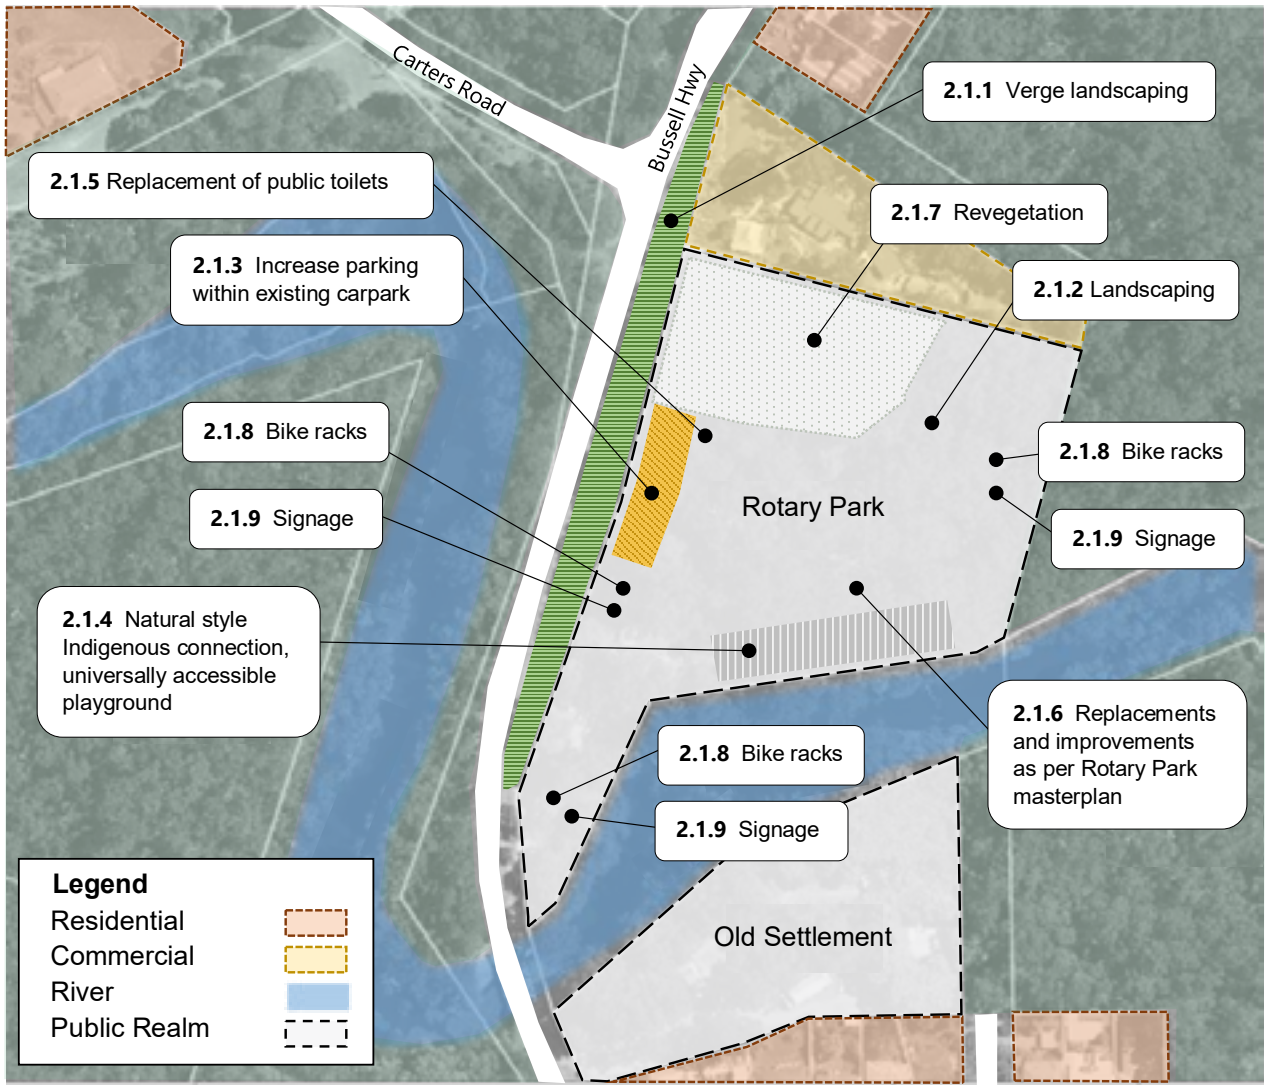 Carters Road
Bussell Hwy
2.1.1 Verge landscaping
2.1.5 Replacement of public toilets
2.1.7 Revegetation
2.1.3 Increase parking
within existing carpark
2.1.2 Landscaping
2.1.8 Bike racks
2.1.8 Bike racks
2.1.9 Signage
Rotary Park
2.1.9 Signage
2.1.4 Natural style
Indigenous connection,
universally accessible
playground
2.1.6 Replacements
and improvements
as per Rotary Park
masterplan
2.1.8 Bike racks
2.1.9 Signage
Old Settlement
Legend
Residential
Commercial
River
Public Realm